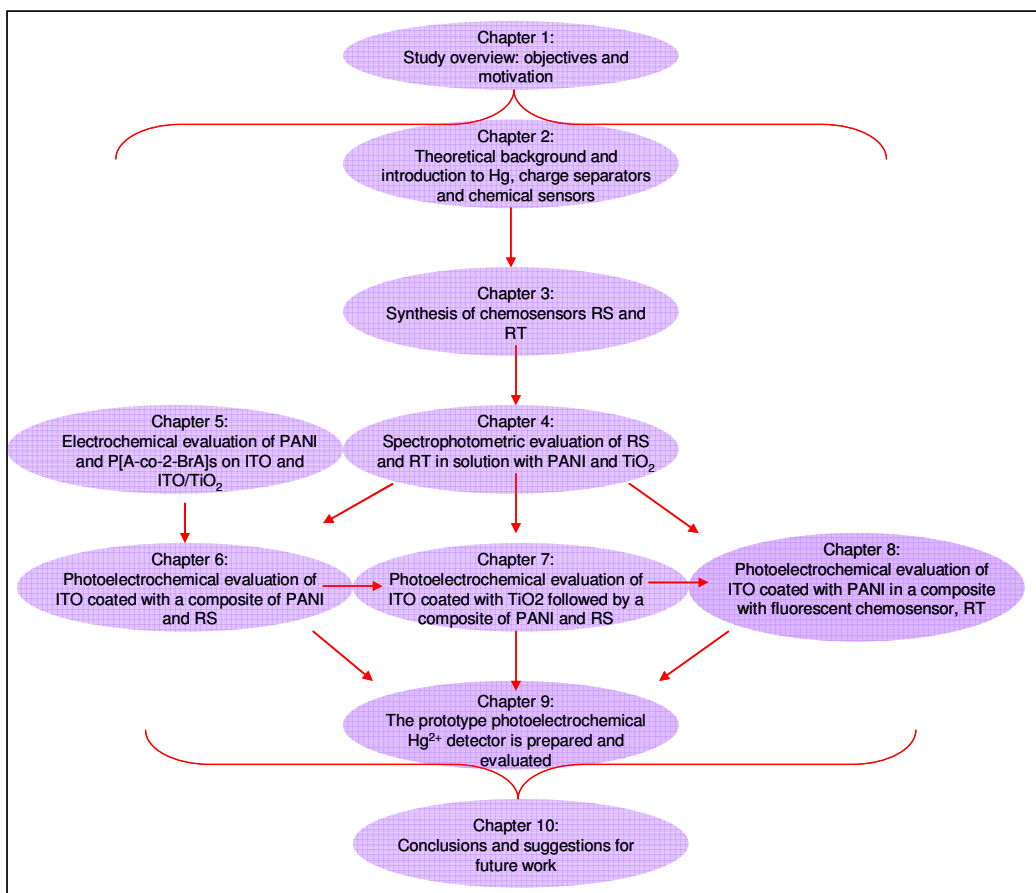 Chapter 1:
Study overview: objectives and
motivation
Chapter 2:
Theoretical background and
introduction to Hg, charge separators
and chemical sensors
Chapter 3:
Synthesis of chemosensors RS and
RT
Chapter 5:
Electrochemical evaluation of PANI
and P[A-co-2-BrA]s on ITO and
ITO/TiO₂
Chapter 4:
Spectrophotometric evaluation of RS
and RT in solution with PANI and TiO₂
Chapter 6:
Photoelectrochemical evaluation of
ITO coated with a composite of PANI
and RS
Chapter 7:
Photoelectrochemical evaluation of
ITO coated with TiO2 followed by a
composite of PANI and RS
Chapter 8:
Photoelectrochemical evaluation of
ITO coated with PANI in a composite
with fluorescent chemosensor, RT
Chapter 9:
The prototype photoelectrochemical
Hg²⁺ detector is prepared and
evaluated
Chapter 10:
Conclusions and suggestions for
future work